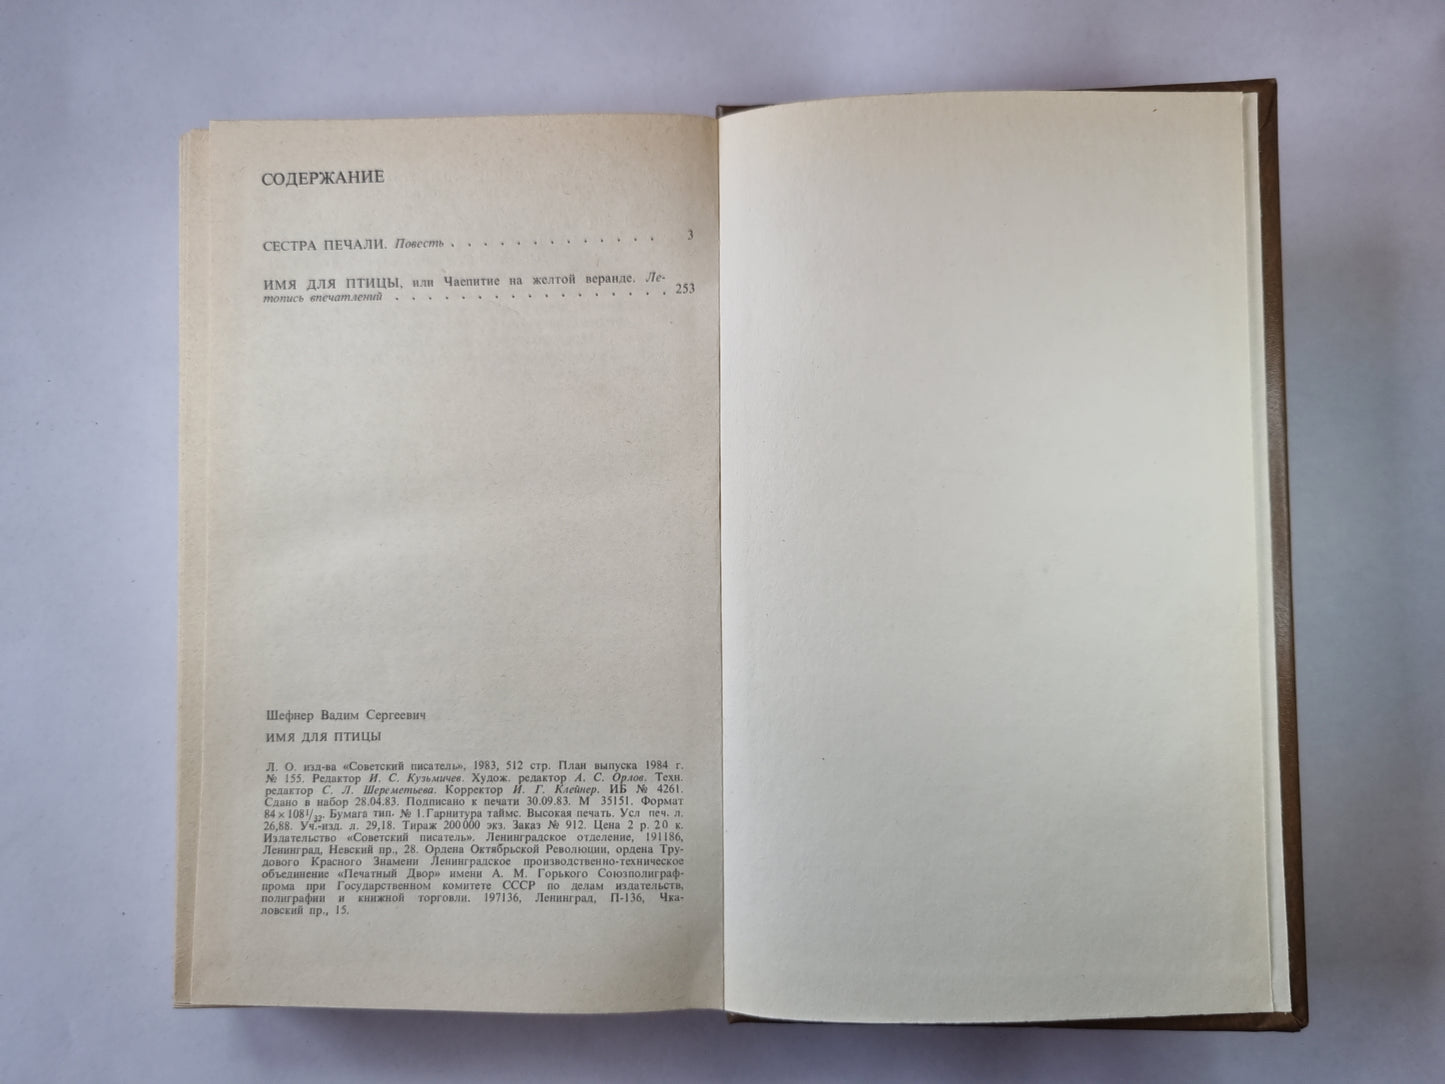 СОДЕРЖАНИЕ
СЕСТРА ПЕЧАЛИ. Повесть . . . . . . . . . . . . . 3
ИМЯ ДЛЯ ПТИЦЫ, или Чаепитие на желтой веранде. Ле-
топись впечатлений . . . . . . . . . . . . . . . . . 253
Шефнер Вадим Сергеевич
ИМЯ ДЛЯ ПТИЦЫ
Л. О. изд-ва «Советский писатель», 1983, 512 стр. План выпуска 1984 г.
№ 155. Редактор И. С. Кузьмичев. Худож. редактор А. С. Орлов. Техн.
редактор С. Л. Шереметьева. Корректор И. Г. Клейнер. ИБ № 4261.
Сдано в набор 28.04.83. Подписано к печати 30.09.83. М 35151. Формат
84×108 1/32. Бумага тип. № 1. Гарнитура таймс. Высокая печать. Усл печ. л.
26,88. Уч.-изд. л. 29,18. Тираж 200 000 экз. Заказ № 912. Цена 2 р. 20 к.
Издательство «Советский писатель». Ленинградское отделение, 191186,
Ленинград, Невский пр., 28. Ордена Октябрьской Революции, ордена Тру-
дового Красного Знамени Ленинградское производственно-техническое
объединение «Печатный Двор» имени А. М. Горького Союзполиграф-
прома при Государственном комитете СССР по делам издательств,
полиграфии и книжной торговли. 197136, Ленинград, П-136, Чка-
ловский пр., 15.